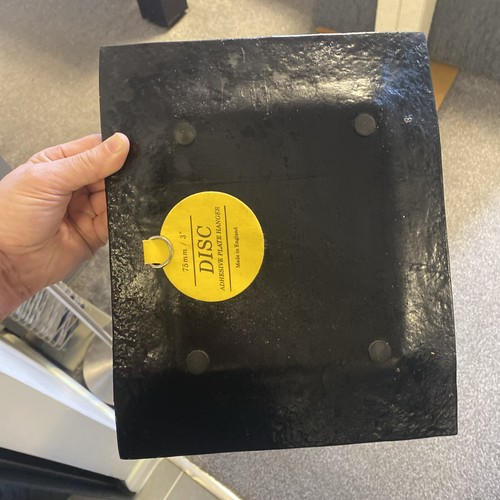 75mm / 3"
DISC
ADHESIVE PLATE HANGER
Made in England